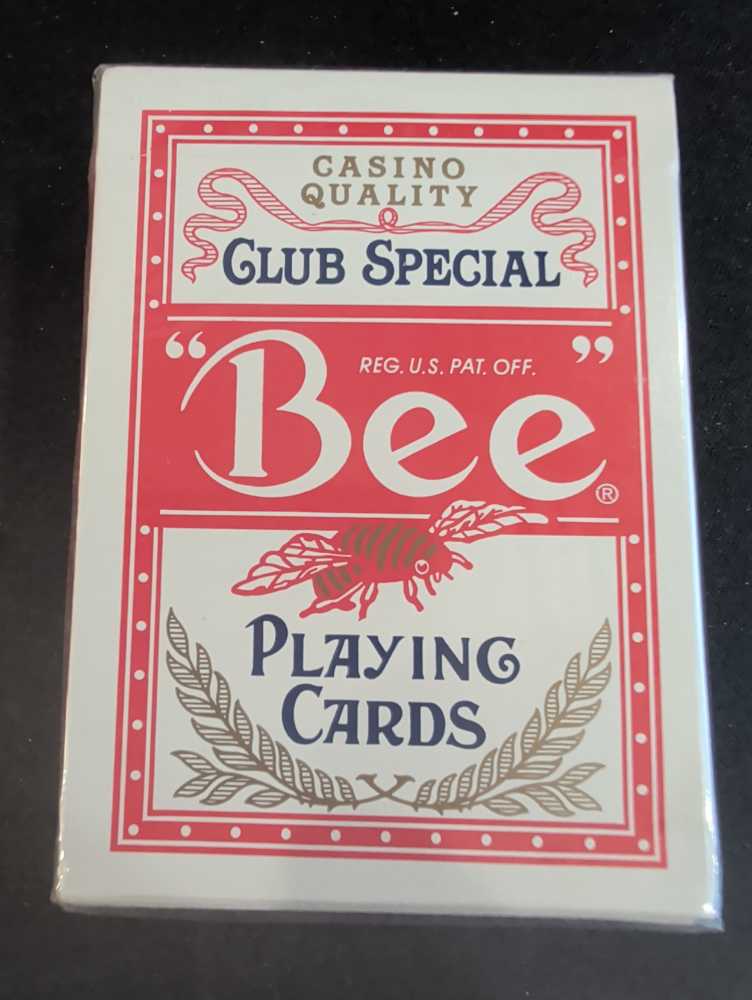 CASINO
QUALITY
CLUB SPECIAL
REG. U.S. PAT. OFF.
"Bee"®
PLAYING
CARDS